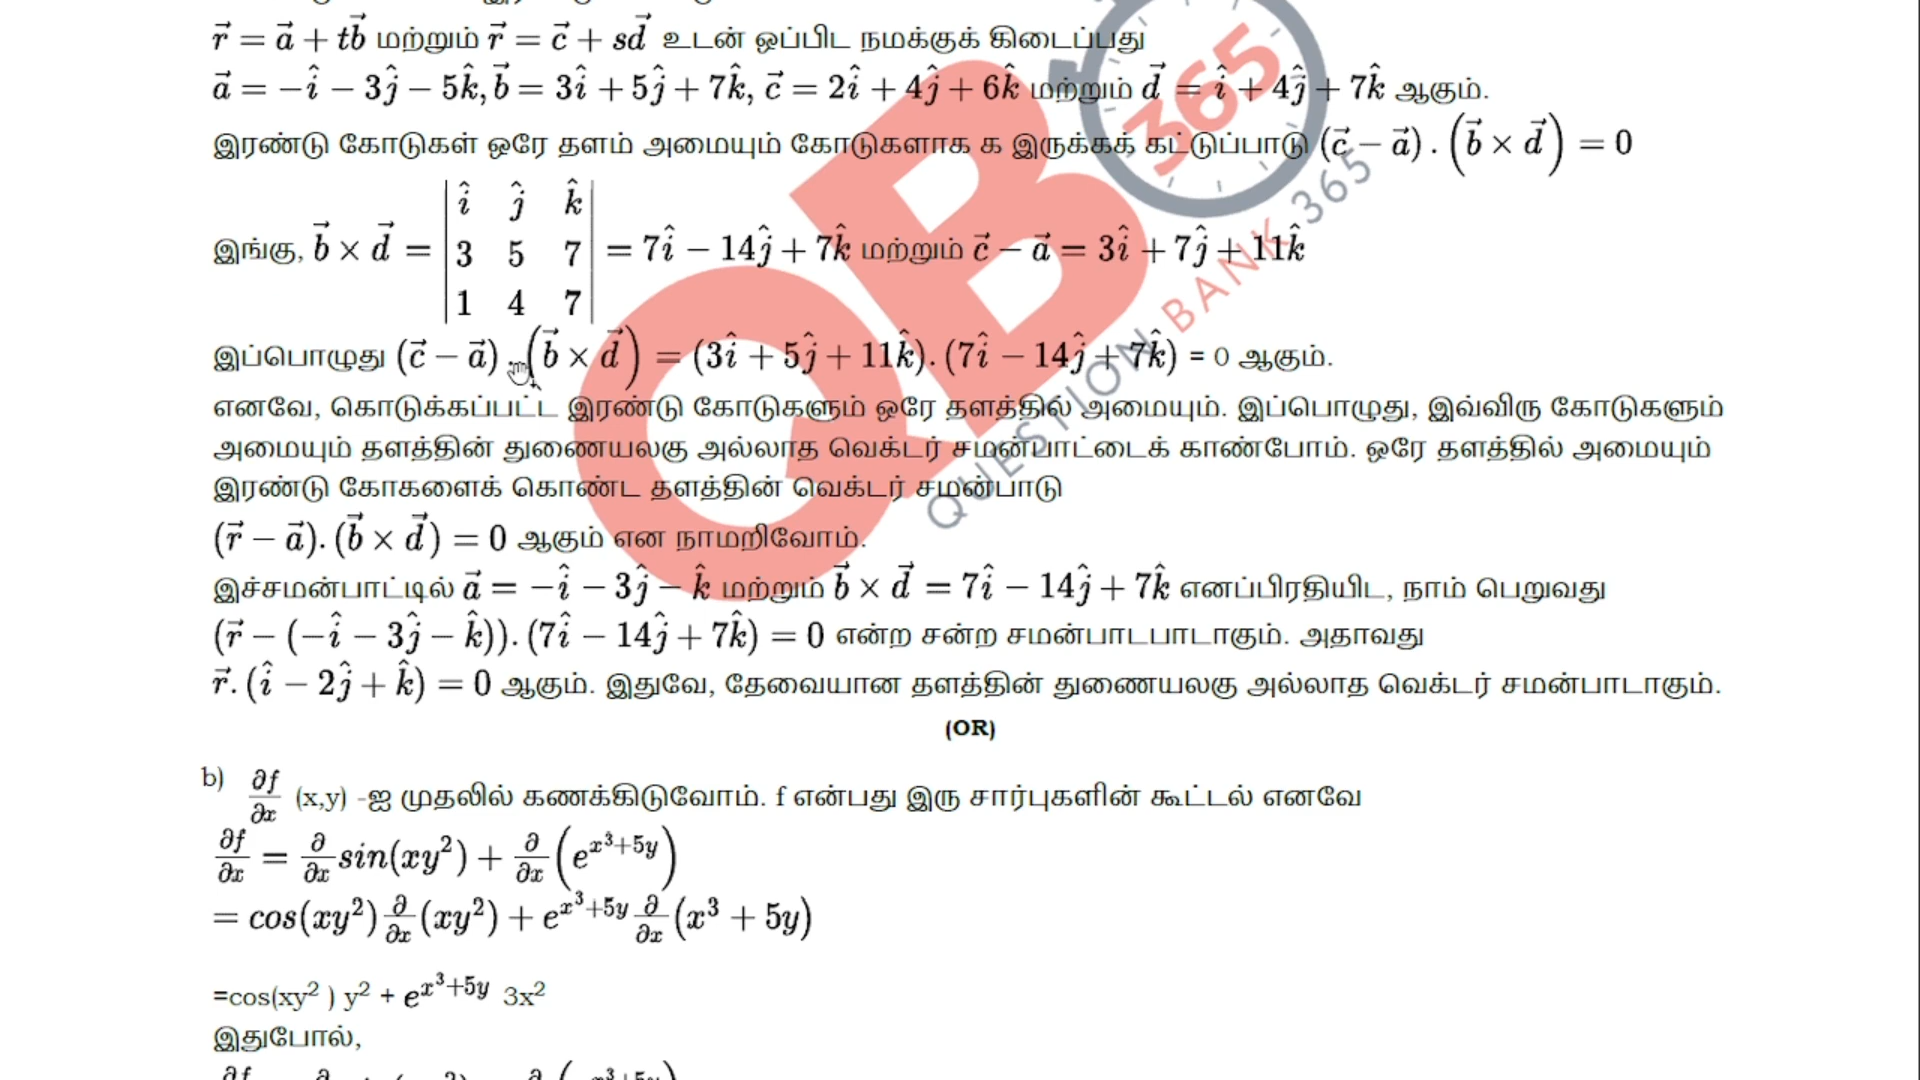 r⃗ = a⃗ + tb⃗ மற்றும் r⃗ = c⃗ + sd⃗ உடன் ஒப்பிட நமக்குக் கிடைப்பது
a⃗ = −î − 3ĵ − 5k̂, b⃗ = 3î + 5ĵ + 7k̂, c⃗ = 2î + 4ĵ + 6k̂ மற்றும் d⃗ = î + 4ĵ + 7k̂ ஆகும்.
இரண்டு கோடுகள் ஒரே தளம் அமையும் கோடுகளாக க இருக்கக் கட்டுப்பாடு (c⃗ − a⃗) . (b⃗ × d⃗) = 0
இங்கு, b⃗ × d⃗ = | î ĵ k̂ | 3 5 7 | 1 4 7 | = 7î − 14ĵ + 7k̂ மற்றும் c⃗ − a⃗ = 3î + 7ĵ + 11k̂
இப்பொழுது (c⃗ − a⃗) . (b⃗ × d⃗) = (3î + 5ĵ + 11k̂). (7î − 14ĵ + 7k̂) = 0 ஆகும்.
எனவே, கொடுக்கப்பட்ட இரண்டு கோடுகளும் ஒரே தளத்தில் அமையும். இப்பொழுது, இவ்விரு கோடுகளும்
அமையும் தளத்தின் துணையலகு அல்லாத வெக்டர் சமன்பாட்டைக் காண்போம். ஒரே தளத்தில் அமையும்
இரண்டு கோகளைக் கொண்ட தளத்தின் வெக்டர் சமன்பாடு
(r⃗ − a⃗). (b⃗ × d⃗) = 0 ஆகும் என நாமறிவோம்.
இச்சமன்பாட்டில் a⃗ = −î − 3ĵ − k̂ மற்றும் b⃗ × d⃗ = 7î − 14ĵ + 7k̂ எனப்பிரதியிட, நாம் பெறுவது
(r⃗ − (−î − 3ĵ − k̂)). (7î − 14ĵ + 7k̂) = 0 என்ற சன்ற சமன்பாடபாடாகும். அதாவது
r⃗. (î − 2ĵ + k̂) = 0 ஆகும். இதுவே, தேவையான தளத்தின் துணையலகு அல்லாத வெக்டர் சமன்பாடாகும்.
(OR)
b) ∂f/∂x (x,y) -ஐ முதலில் கணக்கிடுவோம். f என்பது இரு சார்புகளின் கூட்டல் எனவே
∂f/∂x = ∂/∂x sin(xy²) + ∂/∂x (e^{x³+5y})
= cos(xy²) ∂/∂x (xy²) + e^{x³+5y} ∂/∂x (x³ + 5y)
=cos(xy² ) y² + e^{x³+5y} 3x²
இதுபோல்,
QB
365
QUESTION BANK 365